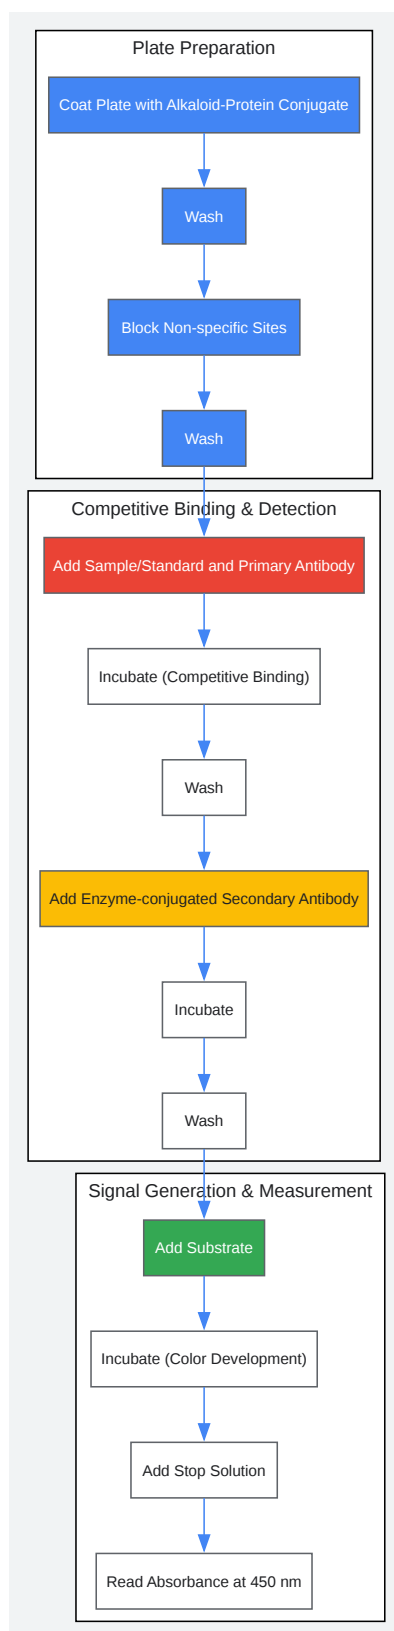 Plate Preparation
Coat Plate with Alkaloid-Protein Conjugate
Wash
Block Non-specific Sites
Wash
Competitive Binding & Detection
Add Sample/Standard and Primary Antibody
Incubate (Competitive Binding)
Wash
Add Enzyme-conjugated Secondary Antibody
Incubate
Wash
Signal Generation & Measurement
Add Substrate
Incubate (Color Development)
Add Stop Solution
Read Absorbance at 450 nm